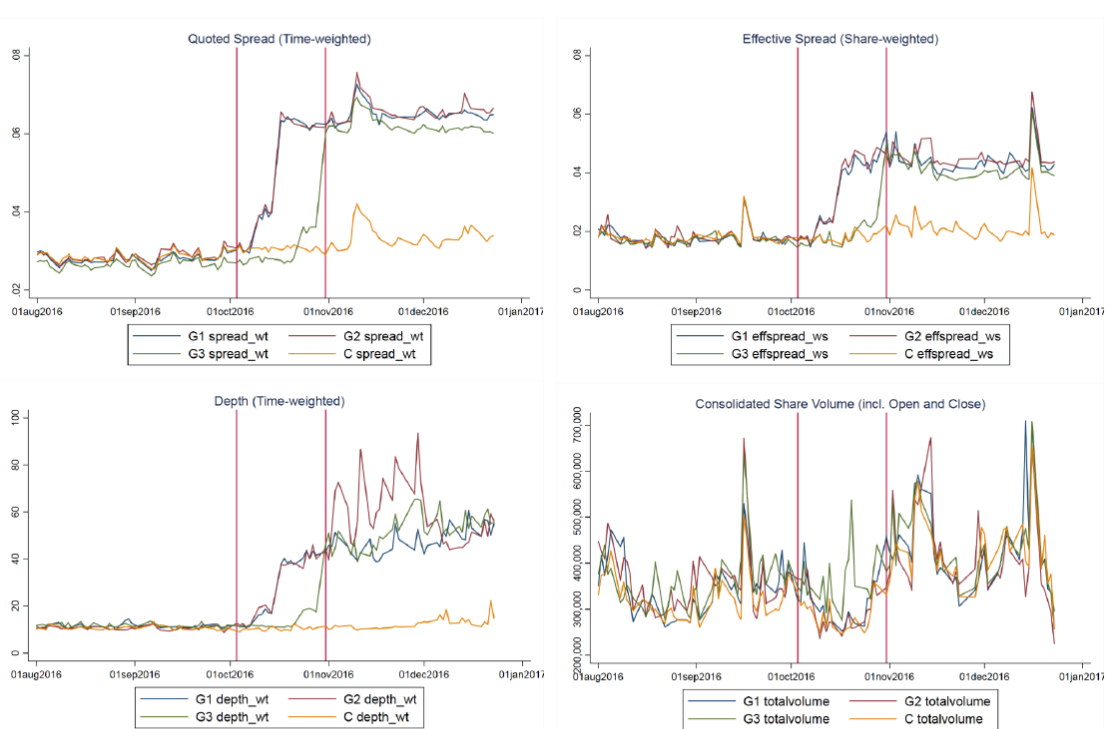 Quoted Spread (Time-weighted)
.08
.06
.04
.02
01aug2016 01sep2016 01oct2016 01nov2016 01dec2016 01jan2017
G1 spread_wt G2 spread_wt
G3 spread_wt C spread_wt
Effective Spread (Share-weighted)
.08
.06
.04
.02
0
01aug2016 01sep2016 01oct2016 01nov2016 01dec2016 01jan2017
G1 effspread_ws G2 effspread_ws
G3 effspread_ws C effspread_ws
Depth (Time-weighted)
100
80
60
40
20
0
01aug2016 01sep2016 01oct2016 01nov2016 01dec2016 01jan2017
G1 depth_wt G2 depth_wt
G3 depth_wt C depth_wt
Consolidated Share Volume (incl. Open and Close)
700,000
600,000
500,000
400,000
300,000
200,000
01aug2016 01sep2016 01oct2016 01nov2016 01dec2016 01jan2017
G1 totalvolume G2 totalvolume
G3 totalvolume C totalvolume